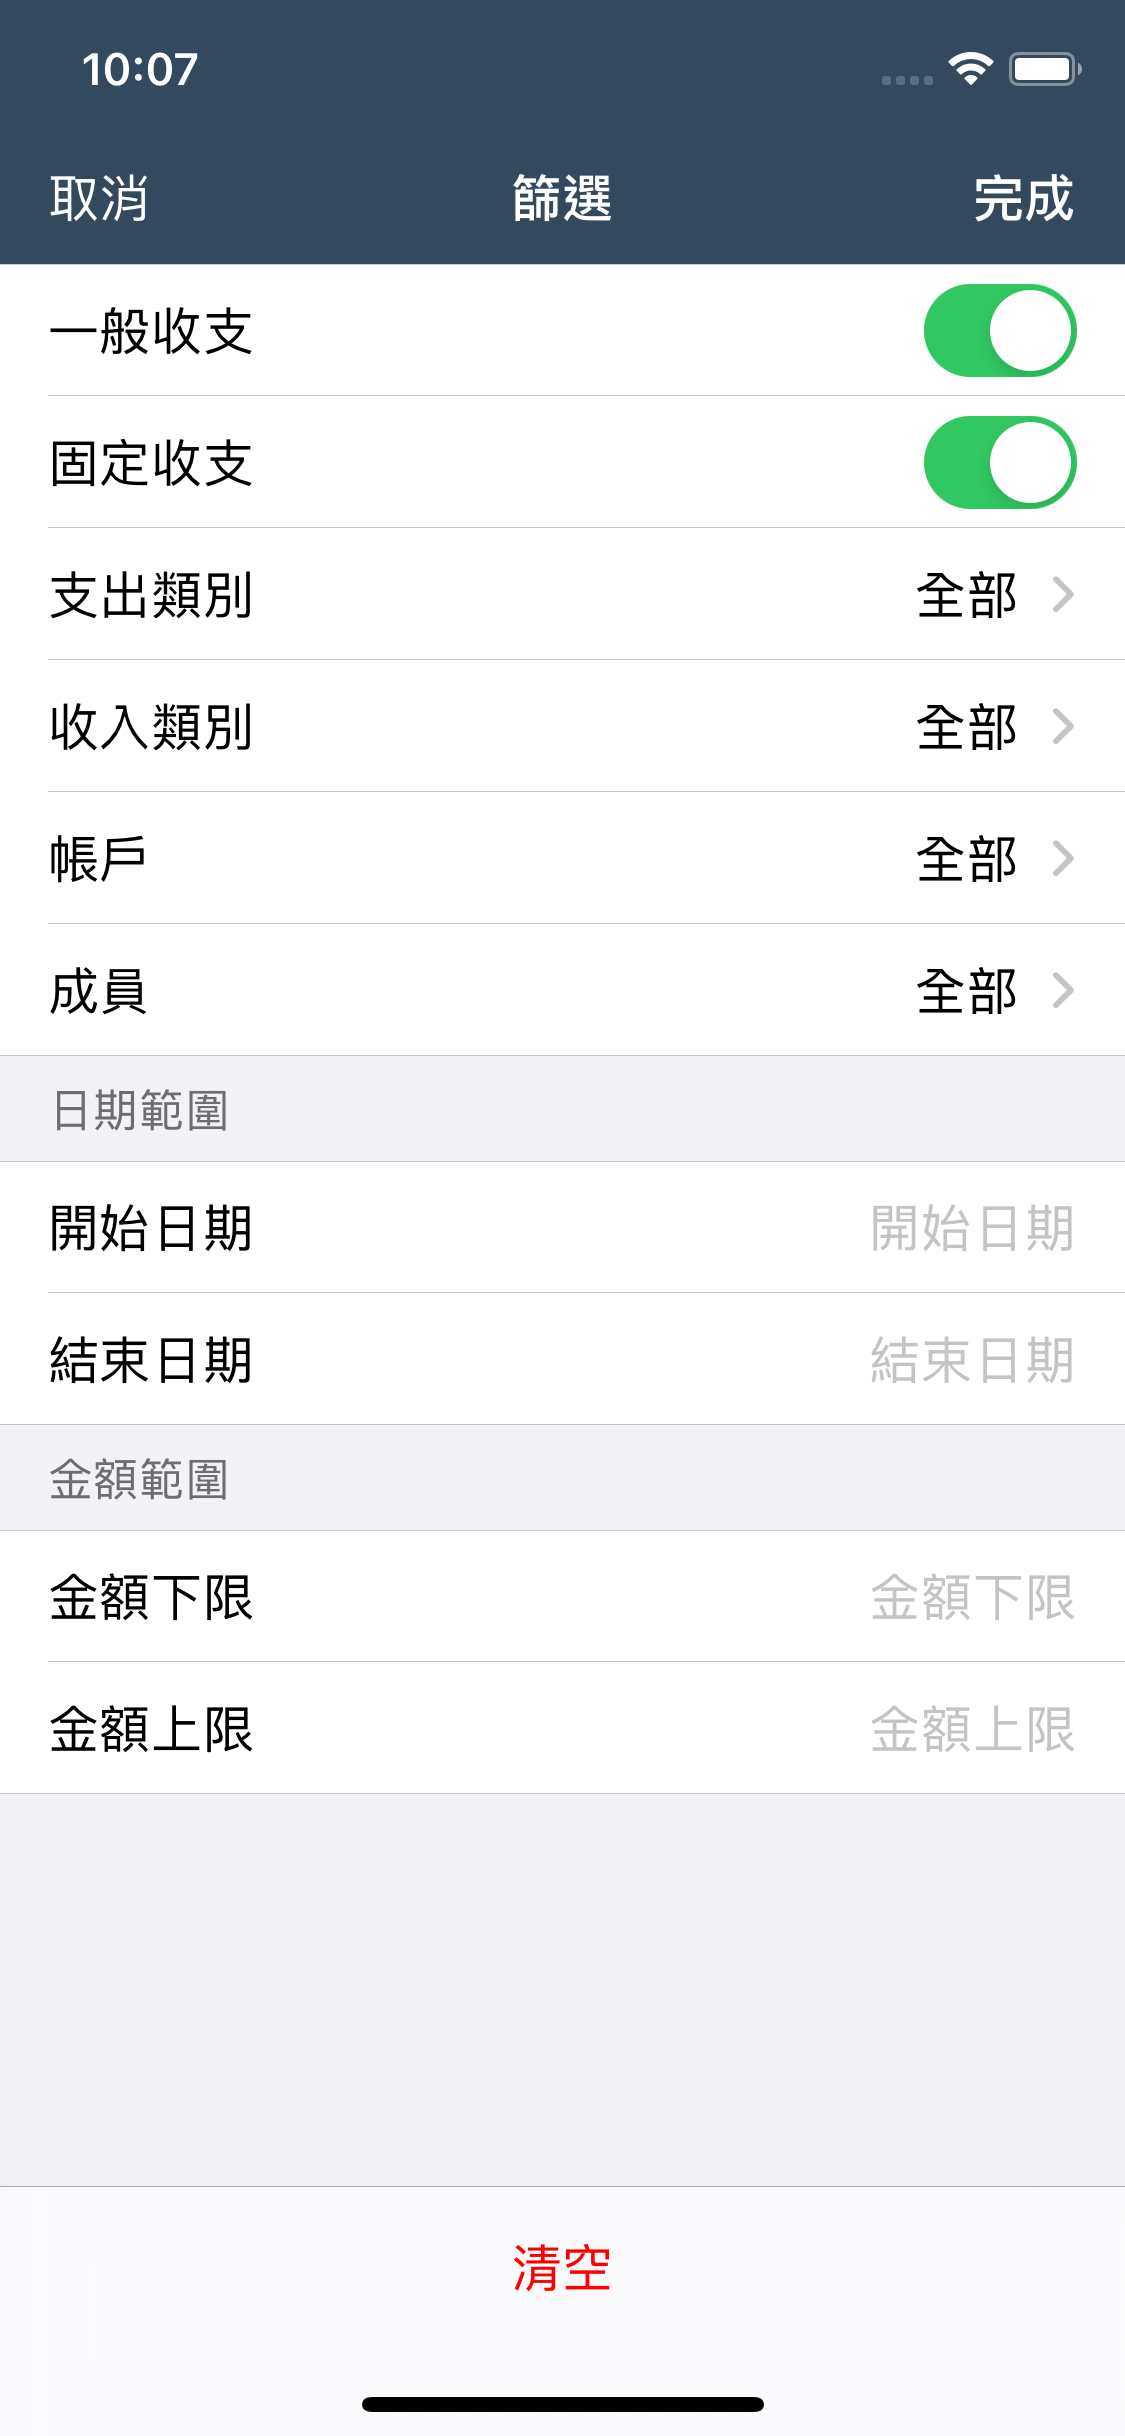 10:07
取消 篩選 完成
一般收支
固定收支
支出類別 全部
收入類別 全部
帳戶 全部
成員 全部
日期範圍
開始日期 開始日期
結束日期 結束日期
金額範圍
金額下限 金額下限
金額上限 金額上限
清空